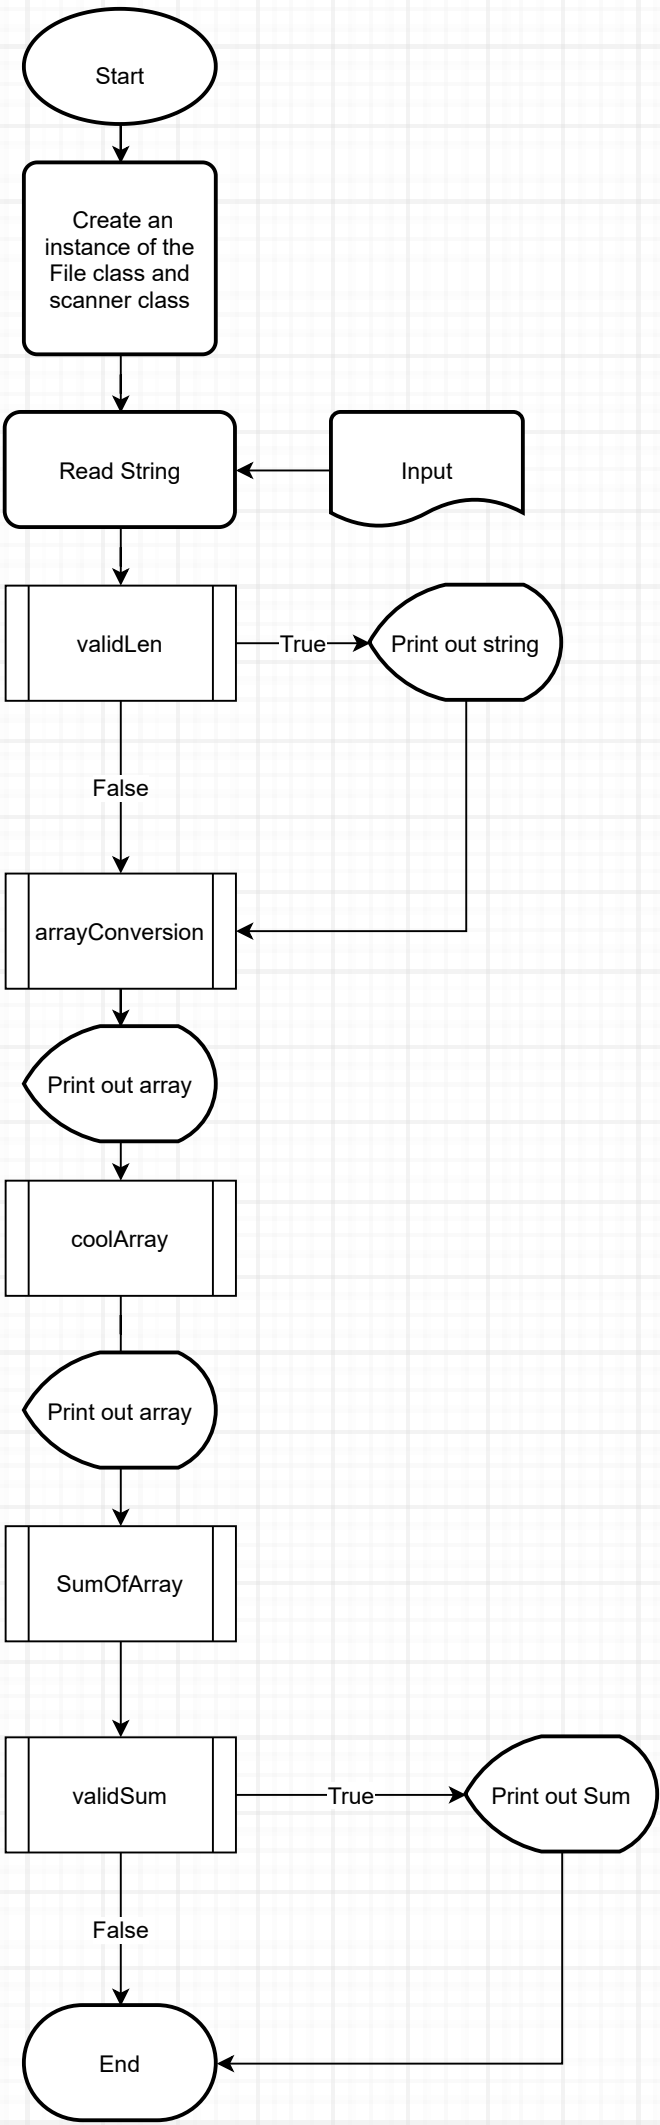 Start
Create an
instance of the
File class and
scanner class
Read String
Input
validLen
True
Print out string
False
arrayConversion
Print out array
coolArray
Print out array
SumOfArray
validSum
True
Print out Sum
False
End